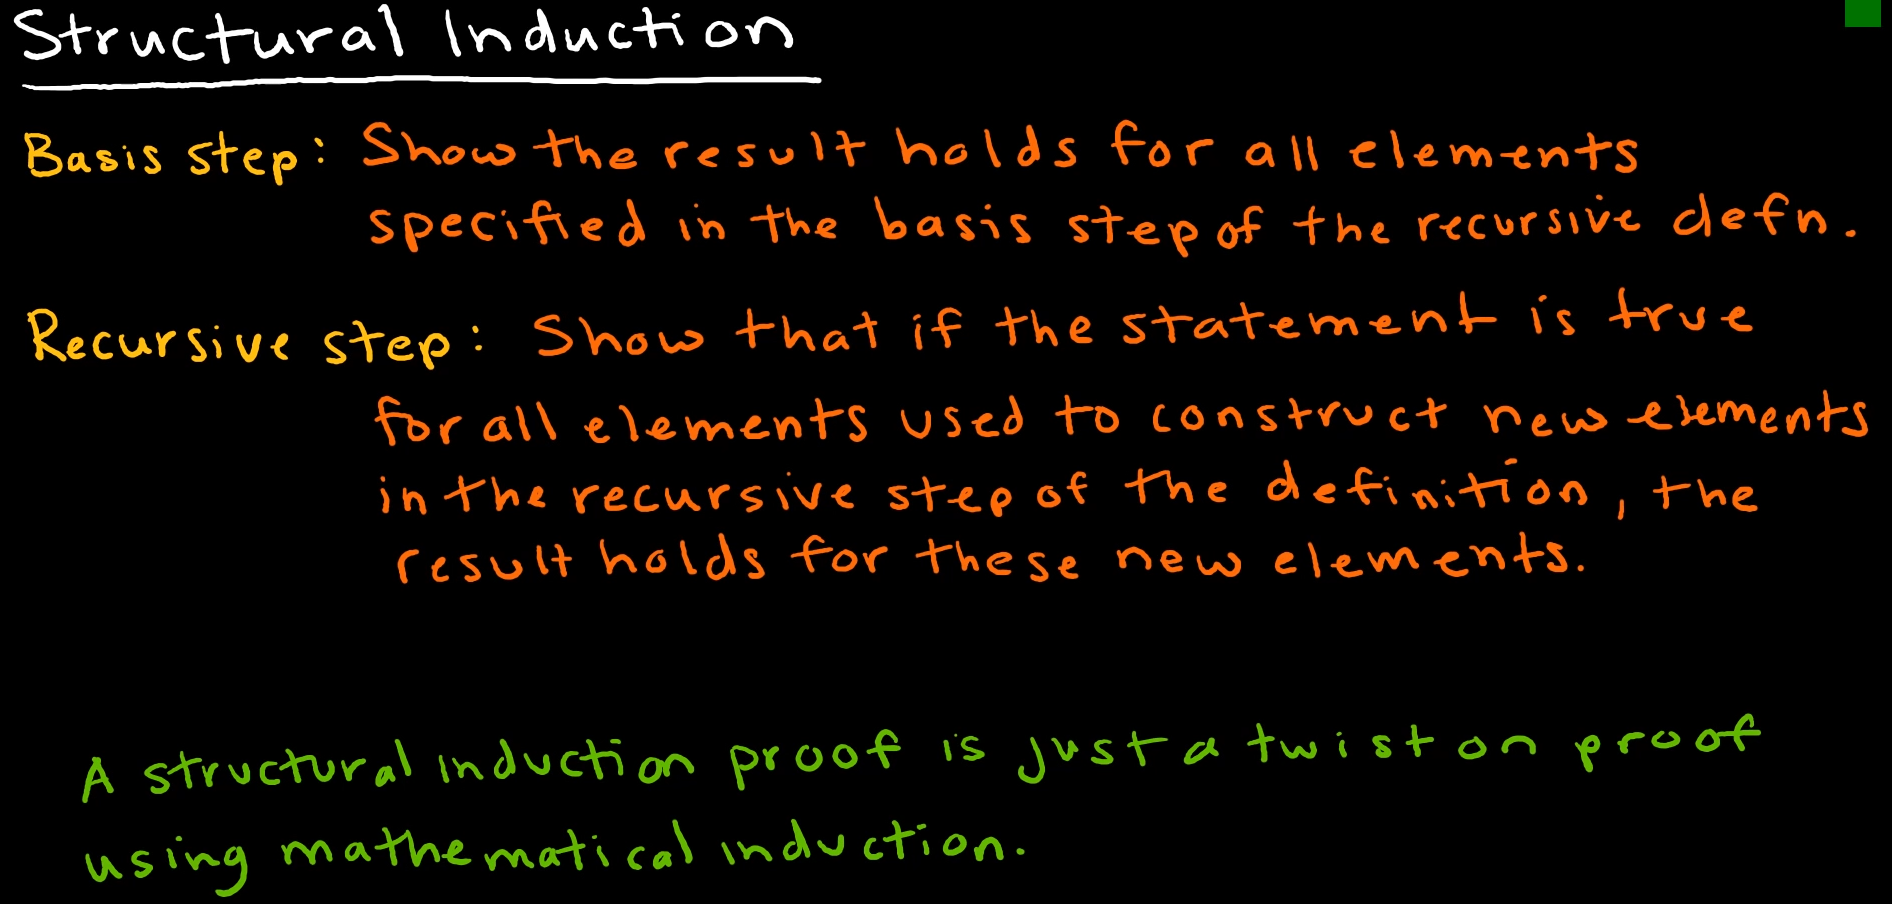 Structural Induction
Basis step: Show the result holds for all elements
specified in the basis step of the recursive defn.
Recursive step: Show that if the statement is true
for all elements used to construct new elements
in the recursive step of the definition, the
result holds for these new elements.
A structural induction proof is just a twist on proof
using mathematical induction.